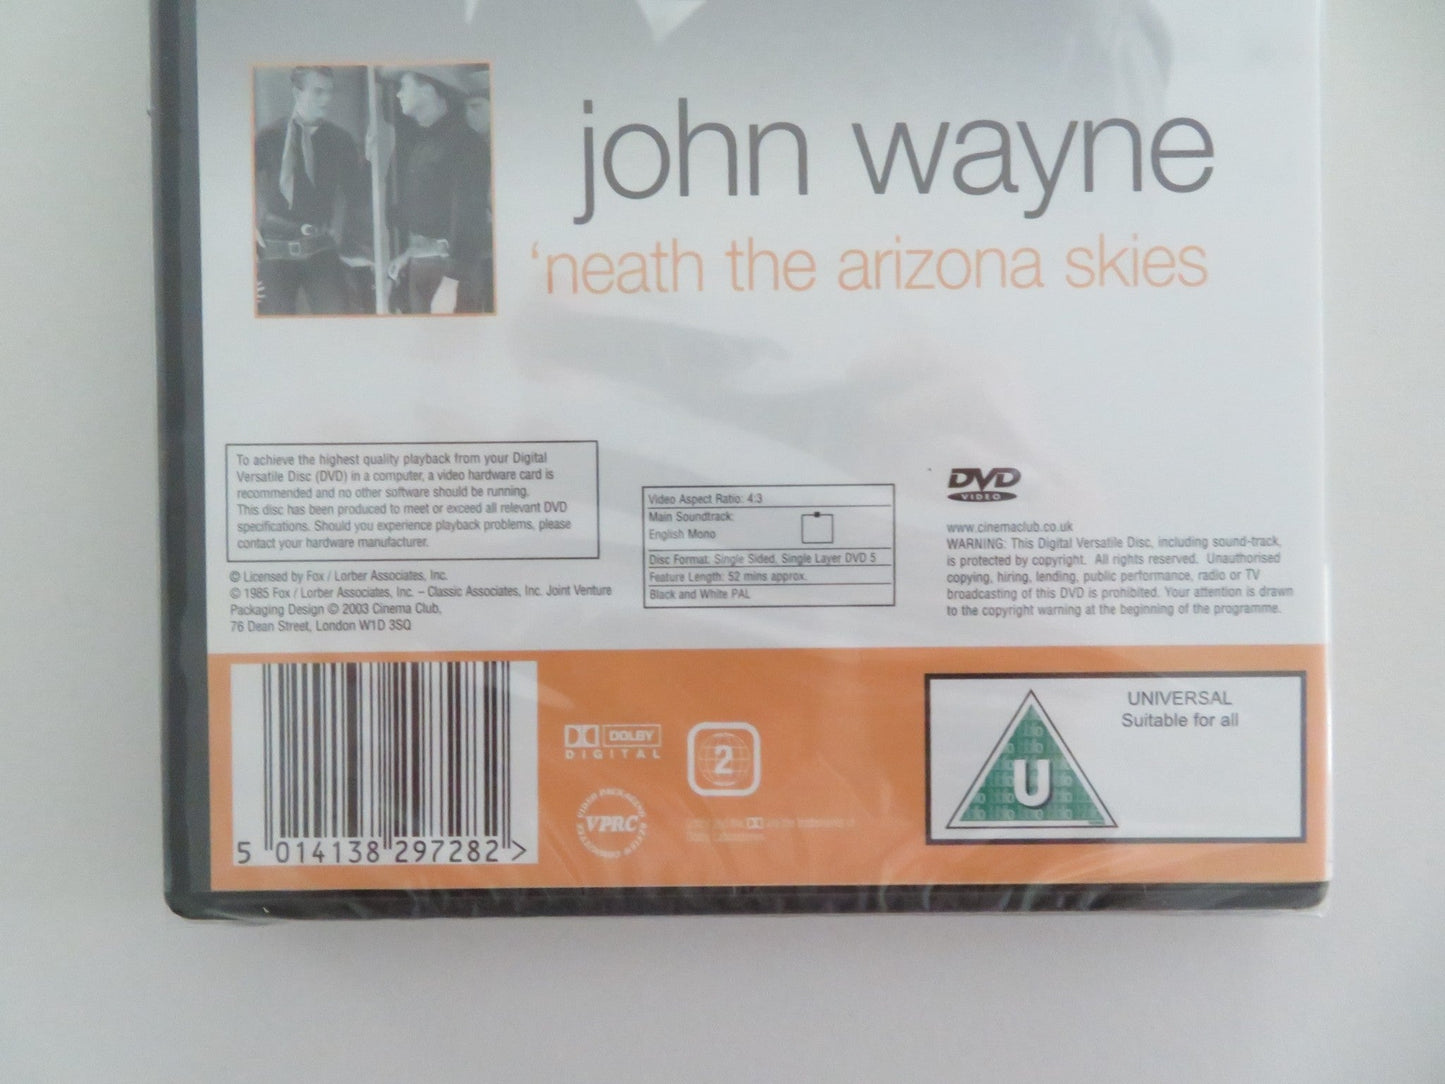 john wayne
'neath the arizona skies
To achieve the highest quality playback from your Digital
Versatile Disc (DVD) in a computer, a video hardware card is
recommended and no other software should be running.
This disc has been produced to meet or exceed all relevant DVD
specifications. Should you experience playback problems, please
contact your hardware manufacturer.
© Licensed by Fox / Lorber Associates, Inc.
© 1985 Fox / Lorber Associates, Inc. – Classic Associates, Inc. Joint Venture
Packaging Design © 2003 Cinema Club,
76 Dean Street, London W1D 3SQ
Video Aspect Ratio: 4:3
Main Soundtrack:
English Mono
Disc Format: Single Sided, Single Layer DVD 5
Feature Length: 52 mins approx.
Black and White PAL
DVD
VIDEO
www.cinemaclub.co.uk
WARNING: This Digital Versatile Disc, including sound-track,
is protected by copyright. All rights reserved. Unauthorised
copying, hiring, lending, public performance, radio or TV
broadcasting of this DVD is prohibited. Your attention is drawn
to the copyright warning at the beginning of the programme.
5 014138 297282 >
DOLBY
DIGITAL
2
VIDEO PACKAGING REVIEW COMMITTEE
VPRC
are the trademarks of
U
UNIVERSAL
Suitable for all